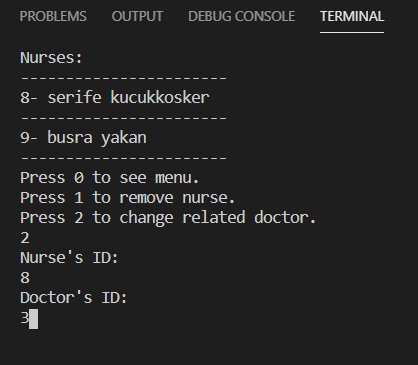 PROBLEMS OUTPUT DEBUG CONSOLE TERMINAL
Nurses:
-----------------------
8- serife kucukkosker
-----------------------
9- busra yakan
-----------------------
Press 0 to see menu.
Press 1 to remove nurse.
Press 2 to change related doctor.
2
Nurse's ID:
8
Doctor's ID:
3